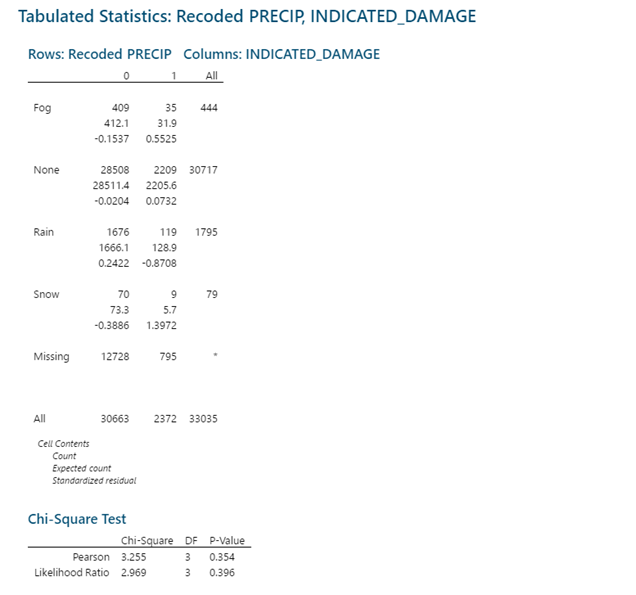 Tabulated Statistics: Recoded PRECIP, INDICATED_DAMAGE
Rows: Recoded PRECIP Columns: INDICATED_DAMAGE
0 1 All
Fog 409 35 444
412.1 31.9
-0.1537 0.5525
None 28508 2209 30717
28511.4 2205.6
-0.0204 0.0732
Rain 1676 119 1795
1666.1 128.9
0.2422 -0.8708
Snow 70 9 79
73.3 5.7
-0.3886 1.3972
Missing 12728 795 *
All 30663 2372 33035
Cell Contents
Count
Expected count
Standardized residual
Chi-Square Test
Chi-Square DF P-Value
Pearson 3.255 3 0.354
Likelihood Ratio 2.969 3 0.396